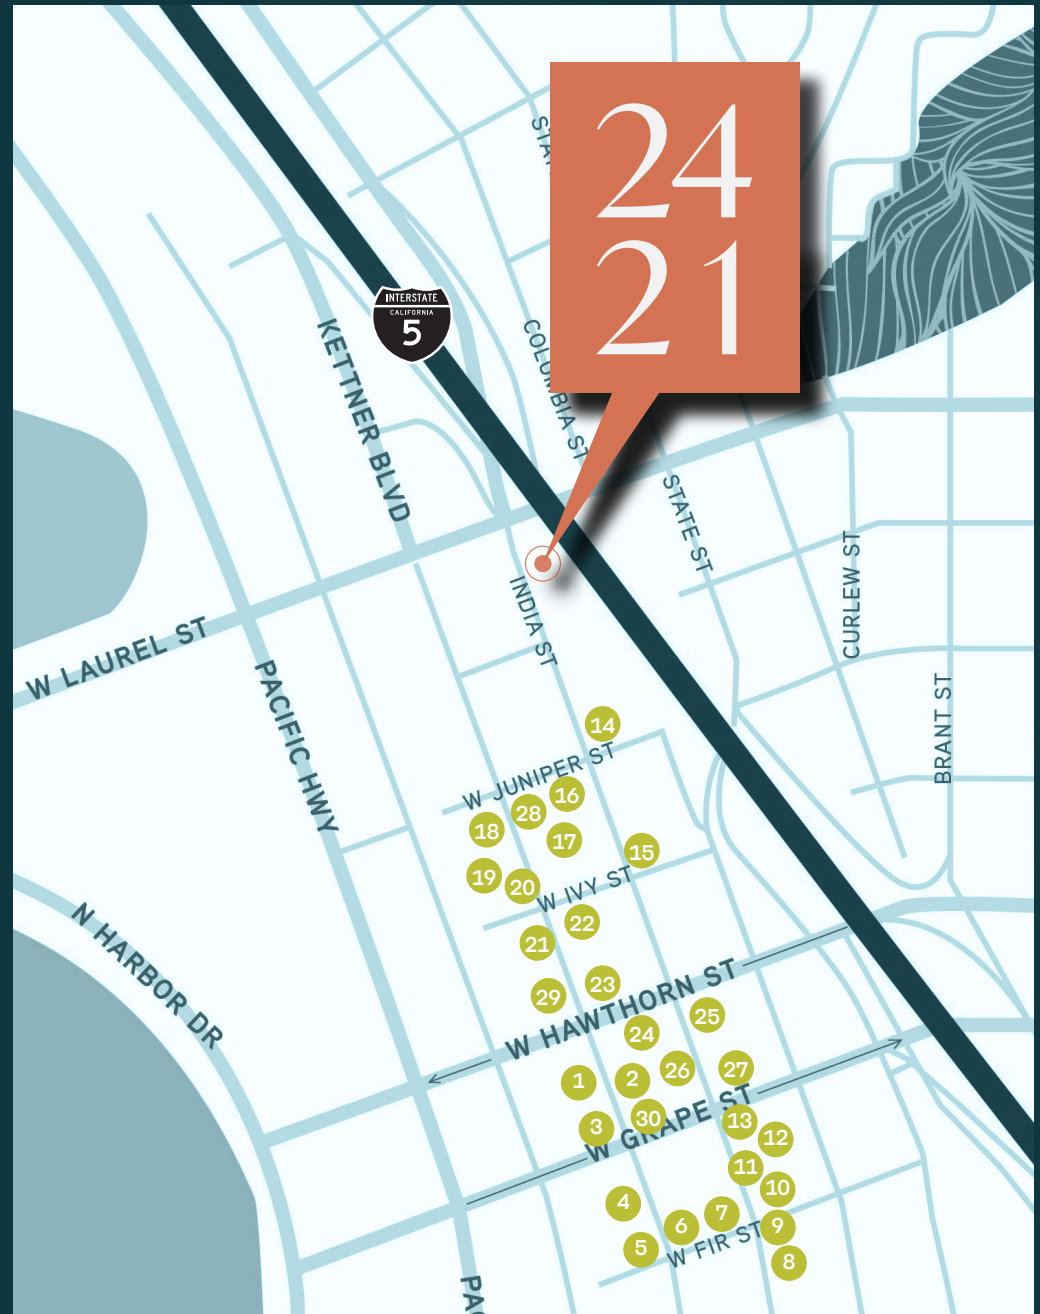 24
21
INTERSTATE
CALIFORNIA
5
KETTNER BLVD
COLUMBIA ST
STATE ST
INDIA ST
CURLEW ST
BRANT ST
W LAUREL ST
PACIFIC HWY
14
W JUNIPER ST
16
28
18
17
15
19
20
W IVY ST
22
21
N HARBOR DR
29
23
W HAWTHORN ST
25
24
1
2
26
27
30
3
W GRAPE ST
13
12
11
10
4
7
6
9
5
W FIR ST
8